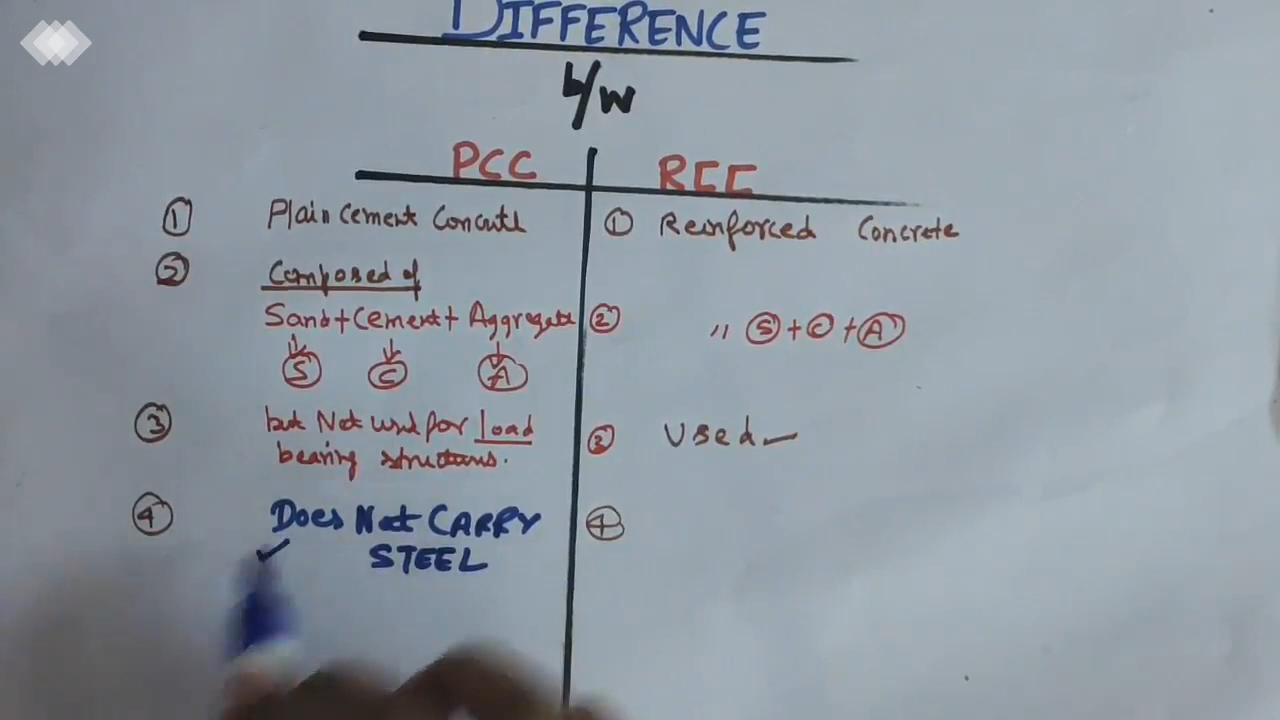 DIFFERENCE
b/w
PCC
RCC
① Plain Cement Concrete
① Reinforced Concrete
② Composed of
Sand + Cement + Aggregate
S C A
② " S + C + A
③ but Not used for load
bearing structures.
③ Used
④ Does Not CARRY
STEEL
④